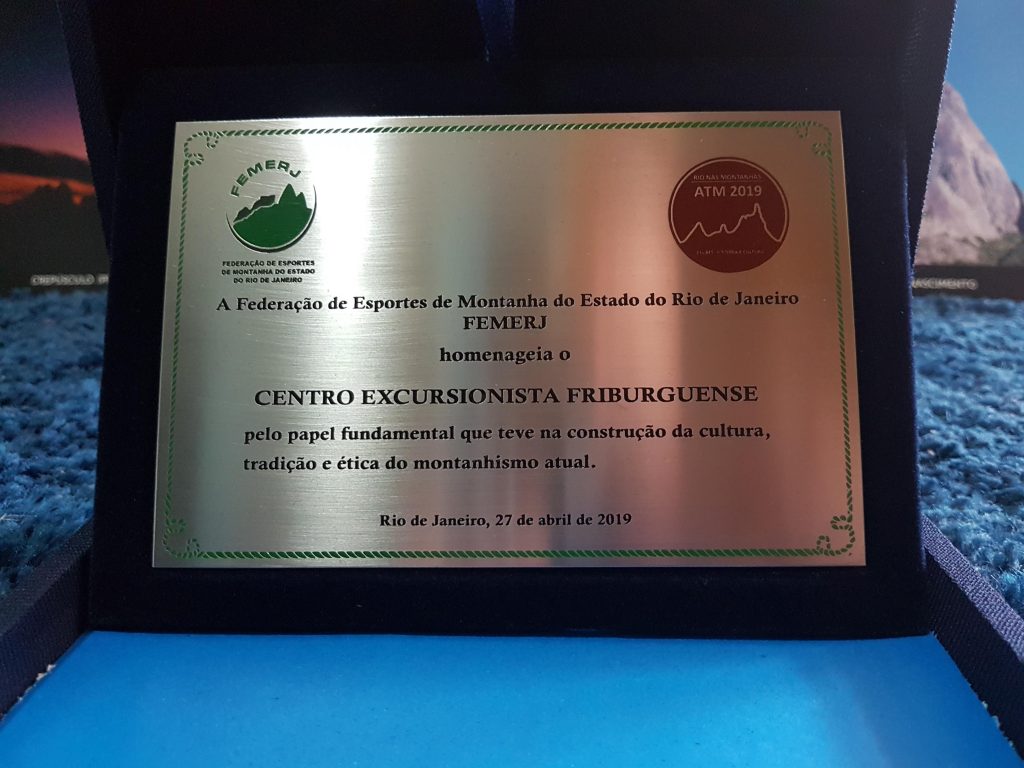 FEMERJ
FEDERAÇÃO DE ESPORTES
DE MONTANHA DO ESTADO
DO RIO DE JANEIRO
RIO NAS MONTANHAS
ATM 2019
A Federação de Esportes de Montanha do Estado do Rio de Janeiro
FEMERJ
homenageia o
CENTRO EXCURSIONISTA FRIBURGUENSE
pelo papel fundamental que teve na construção da cultura,
tradição e ética do montanhismo atual.
Rio de Janeiro, 27 de abril de 2019
CREPÚSCULO
NASCIMENTO